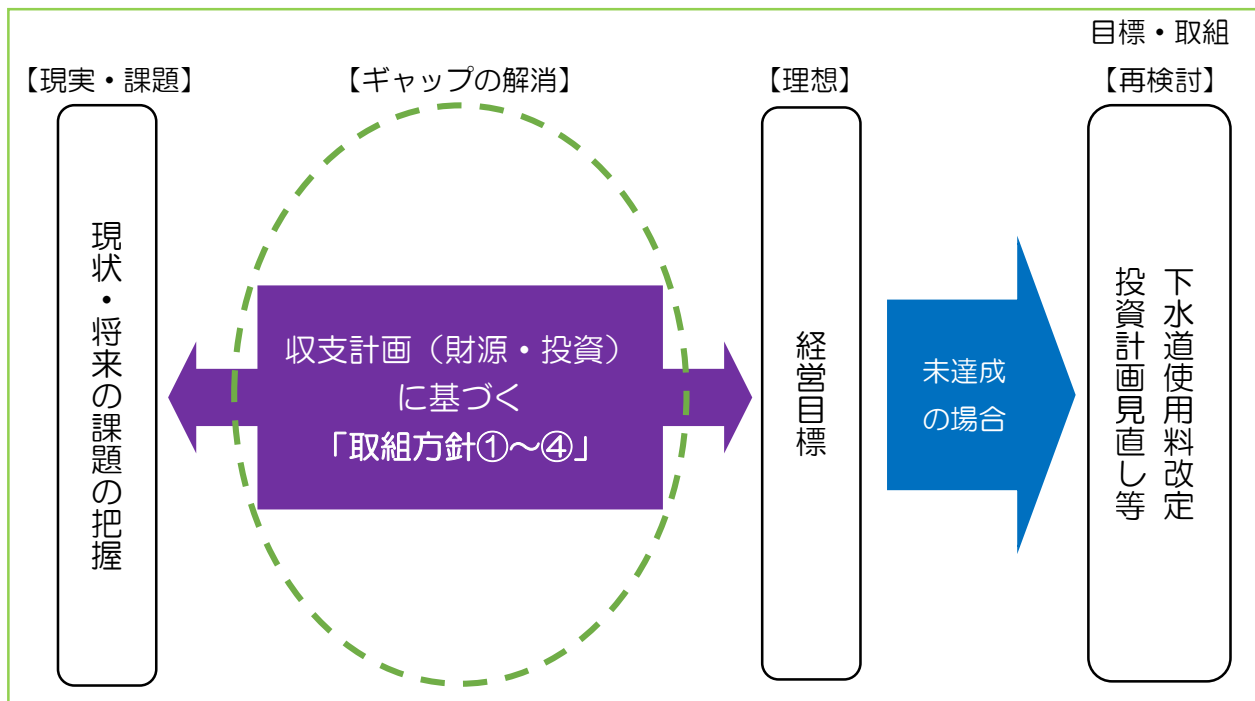 目標・取組
【現実・課題】
【ギャップの解消】
【理想】
【再検討】
現状・将来の課題の把握
収支計画（財源・投資）
に基づく
「取組方針①～④」
経営目標
未達成
の場合
下水道使用料改定
投資計画見直し等